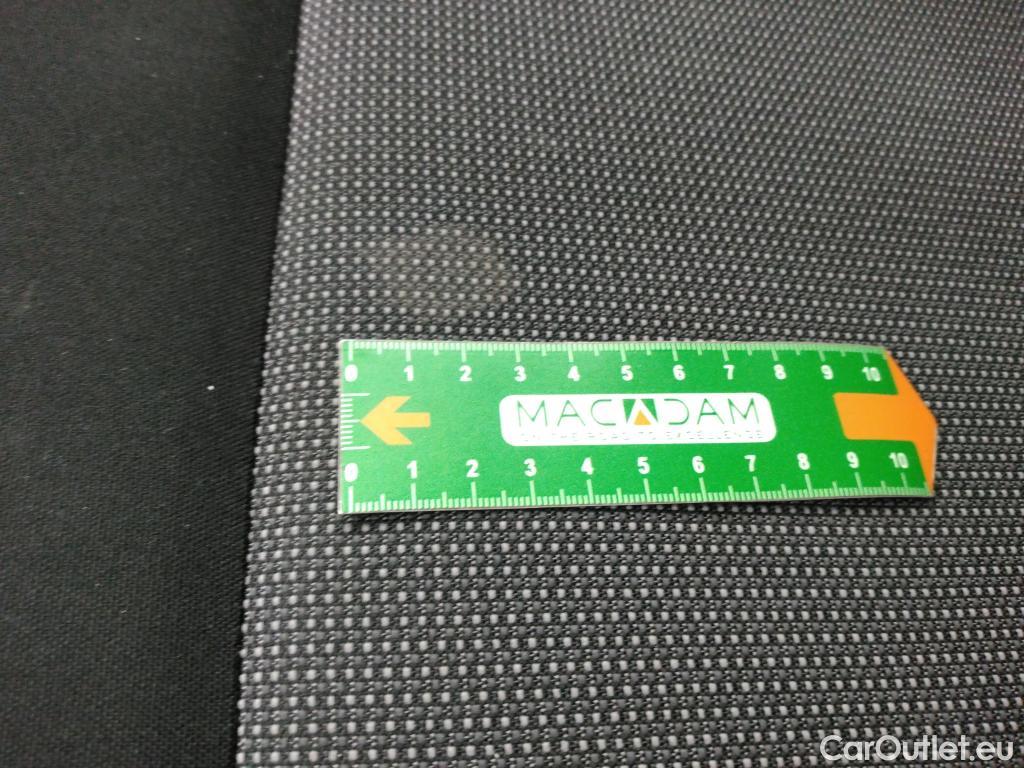 0 1 2 3 4 5 6 7 8 9 10
MACADAM
ON THE ROAD TO EXCELLENCE
0 1 2 3 4 5 6 7 8 9 10
CarOutlet.eu